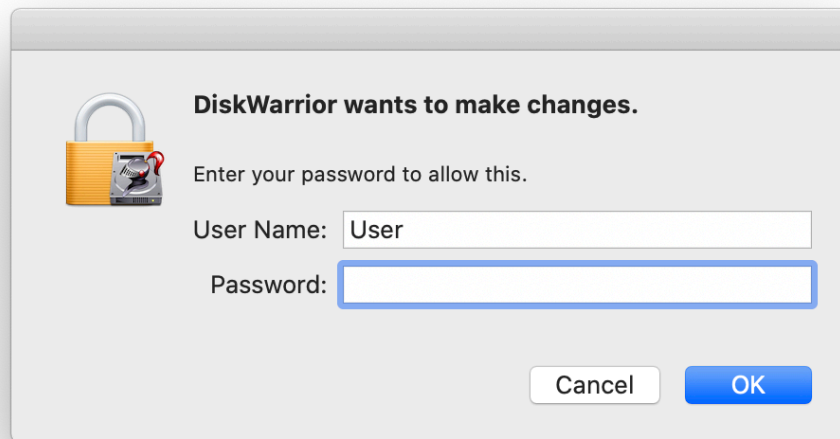 DiskWarrior wants to make changes.
Enter your password to allow this.
User Name: User
Password:
Cancel OK